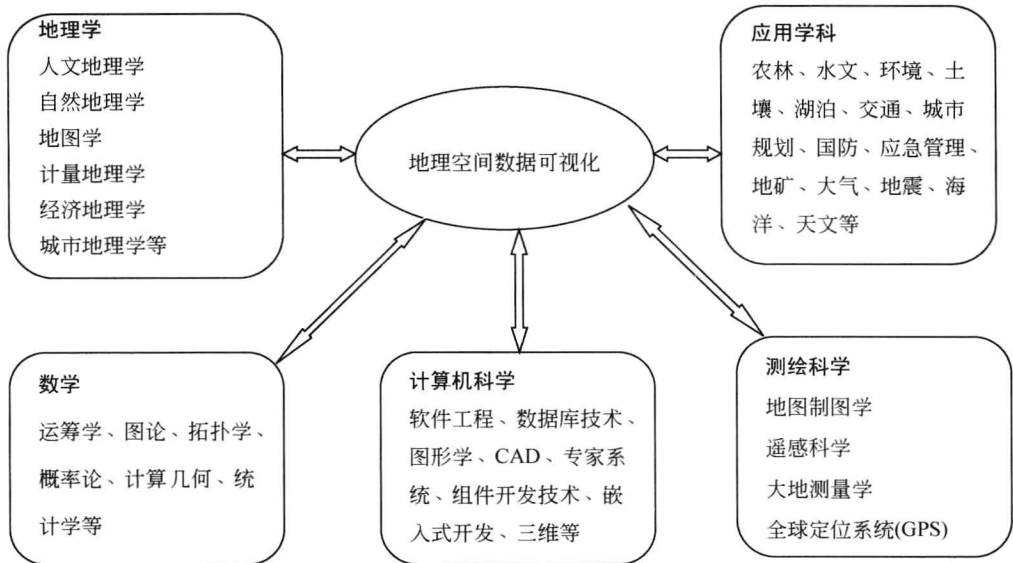 地理学
人文地理学
自然地理学
地图学
计量地理学
经济地理学
城市地理学等
地理空间数据可视化
应用学科
农林、水文、环境、土
壤、湖泊、交通、城市
规划、国防、应急管理、
地矿、大气、地震、海
洋、天文等
数学
运筹学、图论、拓扑学、
概率论、计算几何、统
计学等
计算机科学
软件工程、数据库技术、
图形学、CAD、专家系
统、组件开发技术、嵌
入式开发、三维等
测绘科学
地图制图学
遥感科学
大地测量学
全球定位系统(GPS)